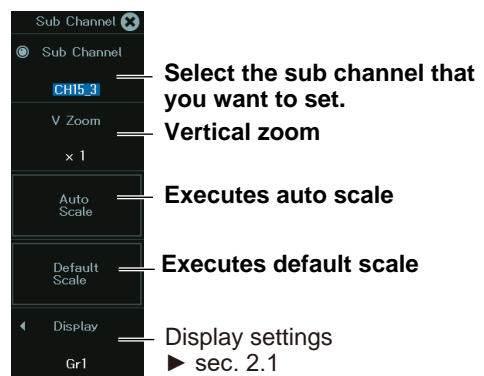 Sub Channel
Sub Channel
CH15_3
Select the sub channel that
you want to set.
V Zoom
Vertical zoom
x 1
Auto
Scale
Executes auto scale
Default
Scale
Executes default scale
Display
Display settings
Gr1
► sec. 2.1